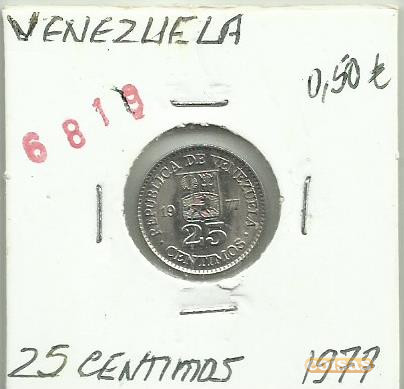 VENEZUELA
0,50 €
6819
REPUBLICA DE VENEZUELA
19 77
25
CENTIMOS
25 CENTIMOS
1977